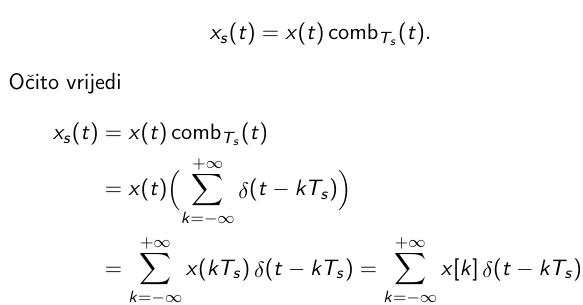 x_s(t) = x(t) comb_{T_s}(t).
Očito vrijedi
x_s(t) = x(t) comb_{T_s}(t)
= x(t)(∑_{k=-∞}^{+∞} δ(t − kT_s))
= ∑_{k=-∞}^{+∞} x(kT_s) δ(t − kT_s) = ∑_{k=-∞}^{+∞} x[k] δ(t − kT_s)